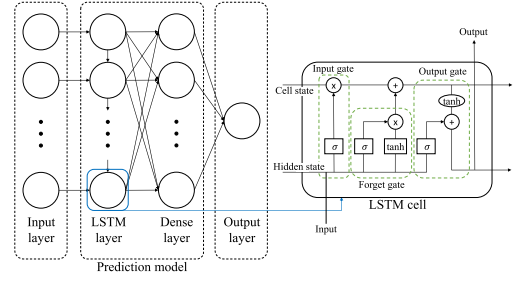 Output
Input gate
Output gate
x
+
Cell state
tanh
x
+
σ
σ
tanh
σ
Hidden state
Forget gate
LSTM cell
Input
Input
layer
LSTM
layer
Dense
layer
Output
layer
Prediction model